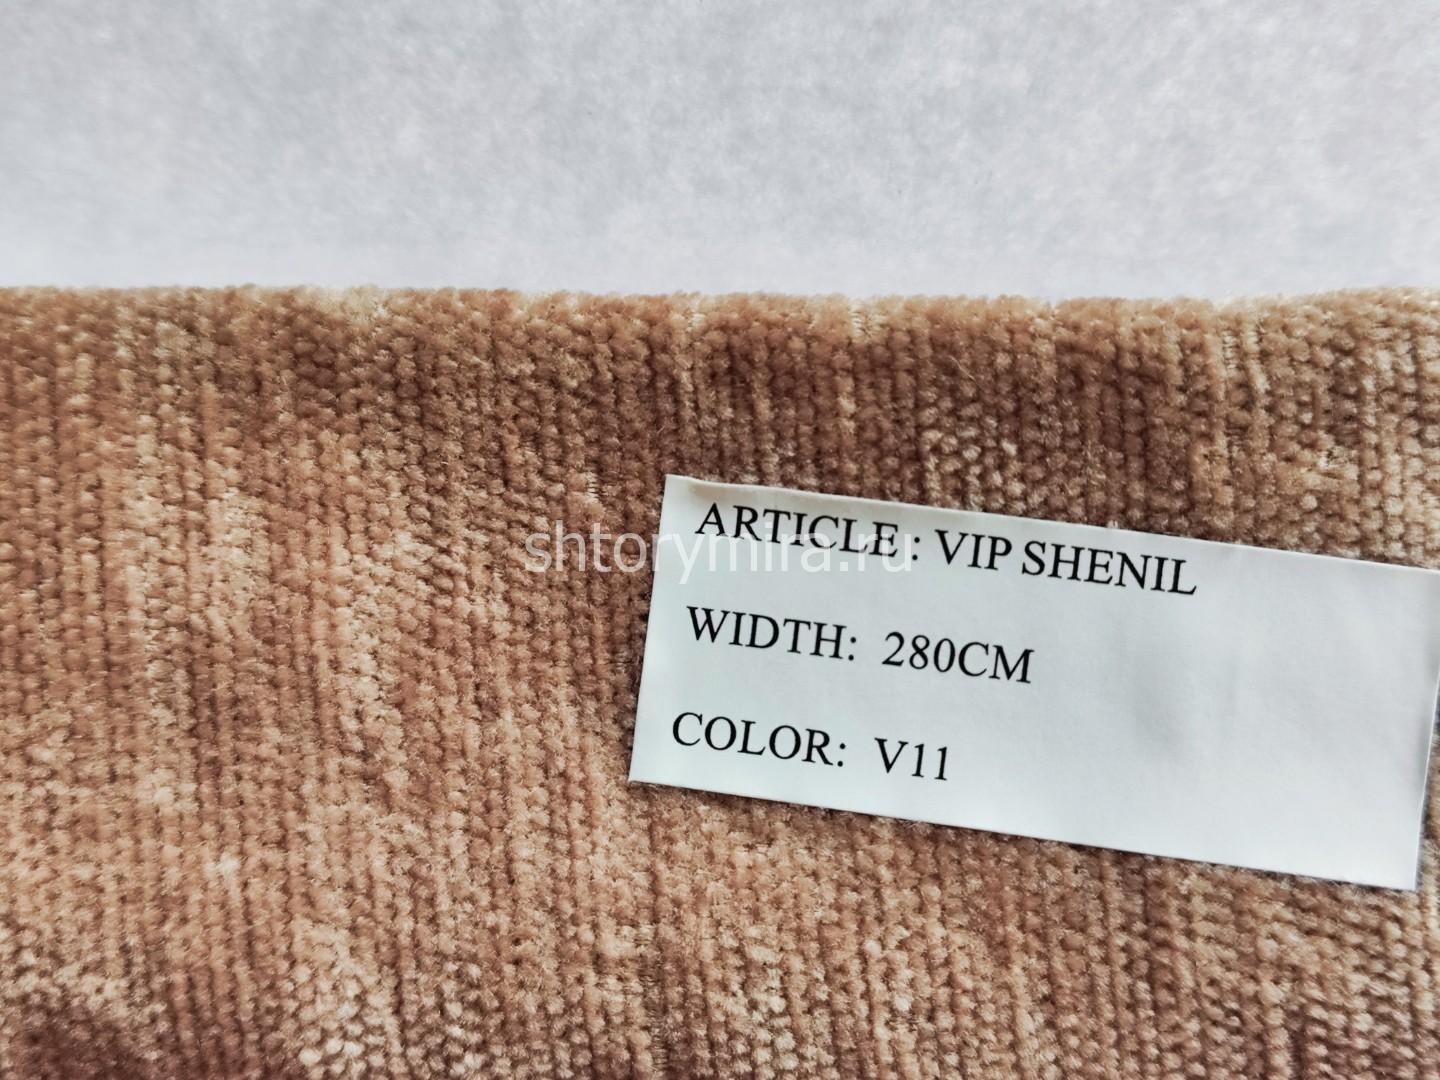 ARTICLE: VIP SHENIL
shtorymira.ru
WIDTH: 280CM
COLOR: V11